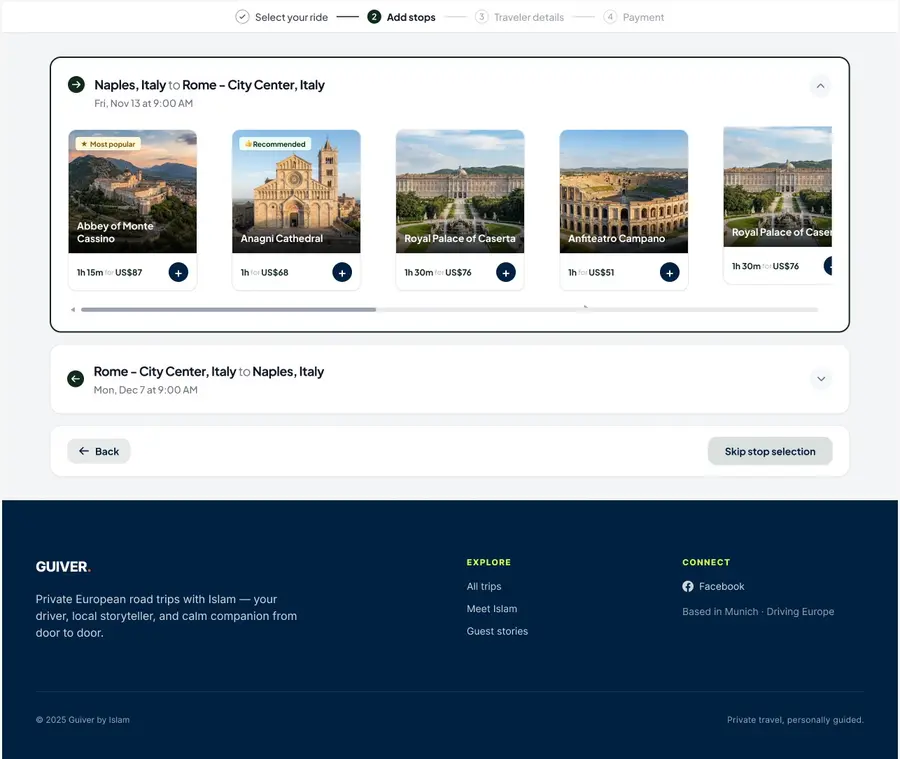 Select your ride
2 Add stops
3 Traveler details
4 Payment
Naples, Italy to Rome – City Center, Italy
Fri, Nov 13 at 9:00 AM
★ Most popular
Abbey of Monte
Cassino
1h 15m for US$87
Recommended
Anagni Cathedral
1h for US$68
Royal Palace of Caserta
1h 30m for US$76
Anfiteatro Campano
1h for US$51
Royal Palace of Caser
1h 30m for US$76
Rome – City Center, Italy to Naples, Italy
Mon, Dec 7 at 9:00 AM
Back
Skip stop selection
GUIVER.
Private European road trips with Islam — your
driver, local storyteller, and calm companion from
door to door.
EXPLORE
All trips
Meet Islam
Guest stories
CONNECT
Facebook
Based in Munich · Driving Europe
© 2025 Guiver by Islam
Private travel, personally guided.